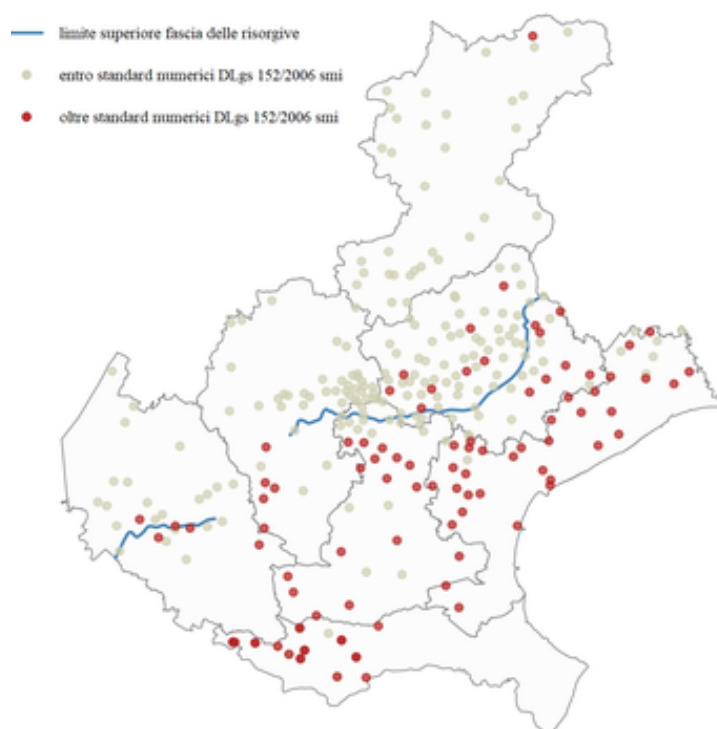 limite superiore fascia delle risorgive
entro standard numerici DLgs 152/2006 smi
oltre standard numerici DLgs 152/2006 smi